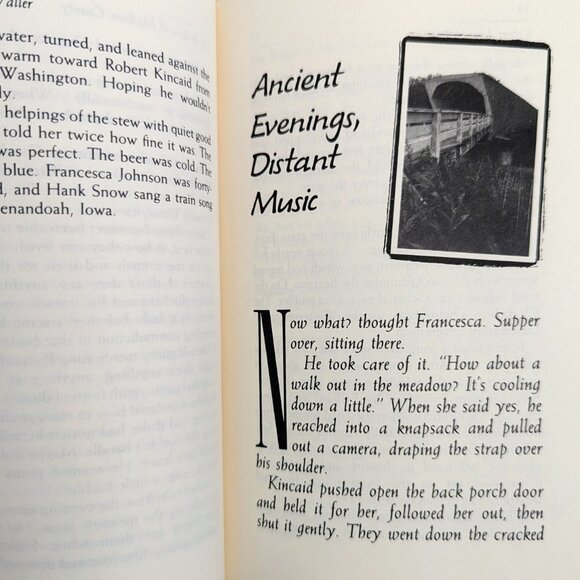 Waller
water, turned, and leaned against the
warm toward Robert Kincaid from
Washington. Hoping he wouldn't
ly.
helpings of the stew with quiet good
told her twice how fine it was. The
was perfect. The beer was cold. The
blue. Francesca Johnson was forty-
d, and Hank Snow sang a train song
enandoah, Iowa.
Ancient
Evenings,
Distant
Music
Now what? thought Francesca. Supper
over, sitting there.
He took care of it. "How about a
walk out in the meadow? It's cooling
down a little." When she said yes, he
reached into a knapsack and pulled
out a camera, draping the strap over
his shoulder.
Kincaid pushed open the back porch door
and held it for her, followed her out, then
shut it gently. They went down the cracked